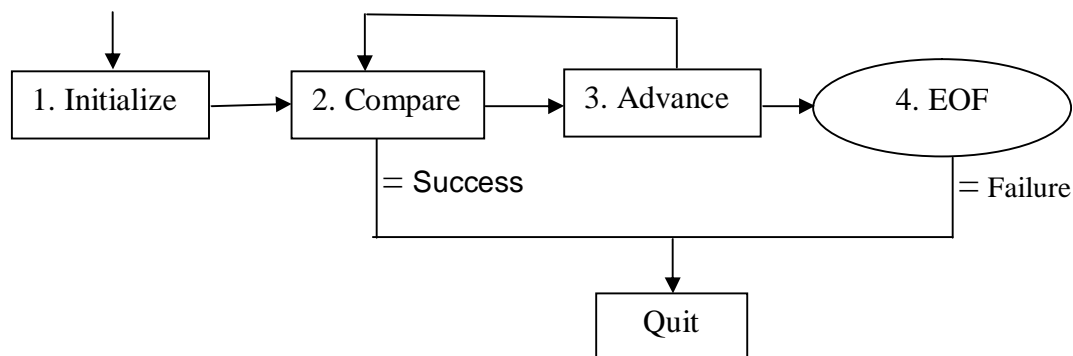 1. Initialize
2. Compare
3. Advance
4. EOF
= Success
= Failure
Quit